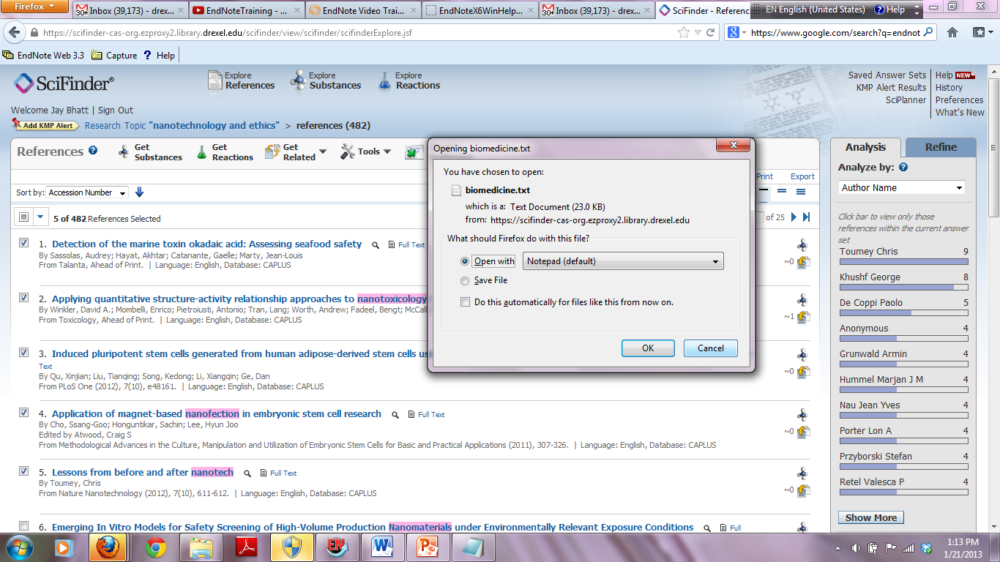 Firefox
Inbox (39,173) - drex...
EndNoteTraining - ...
EndNote Video Trai...
EndNoteX6WinHelp...
Inbox (39,173) - drex...
SciFinder - Referenc
EN English (United States)
Help
https://scifinder-cas-org.ezproxy2.library.drexel.edu/scifinder/view/scifinder/scifinderExplore.jsf
https://www.google.com/search?q=endnot
EndNote Web 3.3
Capture
Help
SciFinder®
Explore References
Explore Substances
Explore Reactions
Saved Answer Sets
KMP Alert Results
SciPlanner
Help NEW
History
Preferences
What's New
Welcome Jay Bhatt | Sign Out
Add KMP Alert
Research Topic "nanotechnology and ethics" > references (482)
References
Get Substances
Get Reactions
Get Related
Tools
Print
Export
Sort by: Accession Number
5 of 482 References Selected
of 25
1. Detection of the marine toxin okadaic acid: Assessing seafood safety
Full Text
By Sassolas, Audrey; Hayat, Akhtar; Catanante, Gaelle; Marty, Jean-Louis
From Talanta, Ahead of Print. | Language: English, Database: CAPLUS
~0
2. Applying quantitative structure-activity relationship approaches to nanotoxicology
By Winkler, David A.; Mombelli, Enrico; Pietroiusti, Antonio; Tran, Lang; Worth, Andrew; Fadeel, Bengt; McCall
From Toxicology, Ahead of Print. | Language: English, Database: CAPLUS
~1
3. Induced pluripotent stem cells generated from human adipose-derived stem cells us
Text
By Qu, Xinjian; Liu, Tianqing; Song, Kedong; Li, Xiangqin; Ge, Dan
From PLoS One (2012), 7(10), e48161. | Language: English, Database: CAPLUS
~0
4. Application of magnet-based nanofection in embryonic stem cell research
Full Text
By Cho, Ssang-Goo; Honguntikar, Sachin; Lee, Hyun Joo
Edited by Atwood, Craig S
From Methodological Advances in the Culture, Manipulation and Utilization of Embryonic Stem Cells for Basic and Practical Applications (2011), 307-326. | Language: English, Database: CAPLUS
~0
5. Lessons from before and after nanotech
Full Text
By Toumey, Chris
From Nature Nanotechnology (2012), 7(10), 611-612. | Language: English, Database: CAPLUS
~0
6. Emerging In Vitro Models for Safety Screening of High-Volume Production Nanomaterials under Environmentally Relevant Exposure Conditions
Full
Opening biomedicine.txt
You have chosen to open:
biomedicine.txt
which is a: Text Document (23.0 KB)
from: https://scifinder-cas-org.ezproxy2.library.drexel.edu
What should Firefox do with this file?
Open with
Notepad (default)
Save File
Do this automatically for files like this from now on.
OK
Cancel
Analysis
Refine
Analyze by:
Author Name
Click bar to view only those
references within the current answer
set
Toumey Chris 9
Khushf George 8
De Coppi Paolo 5
Anonymous 4
Grunwald Armin 4
Hummel Marjan J M 4
Nau Jean Yves 4
Porter Lon A 4
Przyborski Stefan 4
Retel Valesca P 4
Show More
1:13 PM
1/21/2013